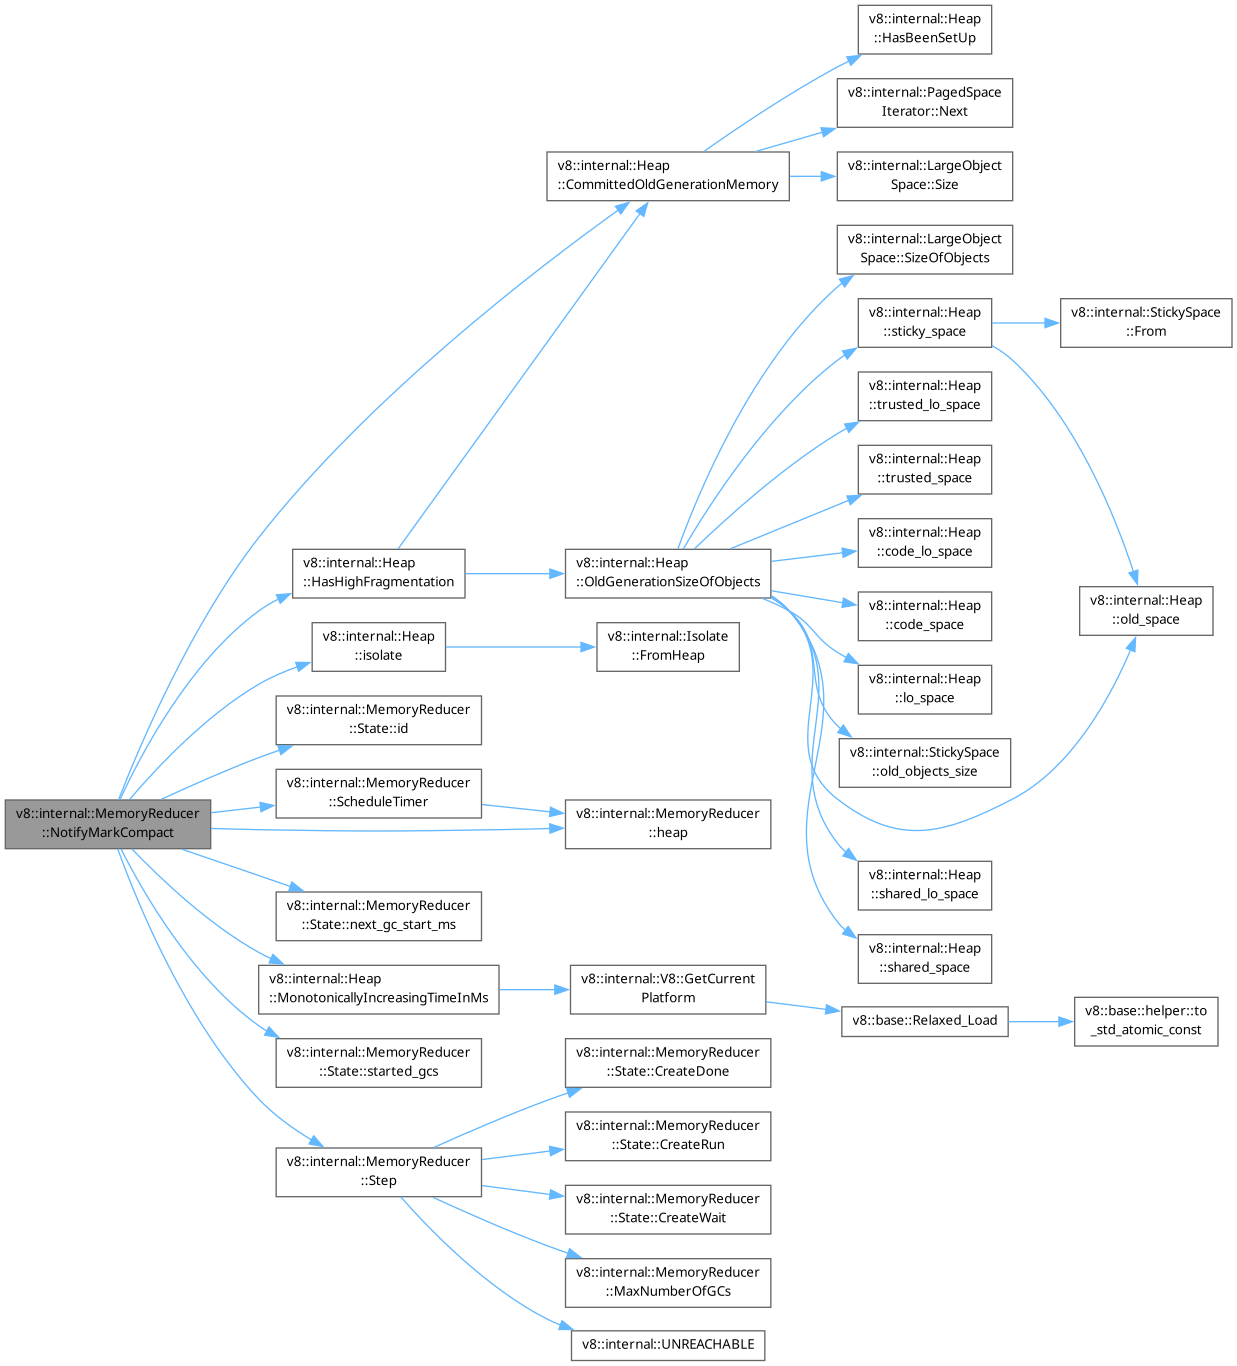 v8::internal::Heap
::HasBeenSetUp
v8::internal::PagedSpace
Iterator::Next
v8::internal::Heap
::CommittedOldGenerationMemory
v8::internal::LargeObject
Space::Size
v8::internal::LargeObject
Space::SizeOfObjects
v8::internal::Heap
::sticky_space
v8::internal::StickySpace
::From
v8::internal::Heap
::trusted_lo_space
v8::internal::Heap
::trusted_space
v8::internal::Heap
::code_lo_space
v8::internal::Heap
::HasHighFragmentation
v8::internal::Heap
::OldGenerationSizeOfObjects
v8::internal::Heap
::code_space
v8::internal::Heap
::old_space
v8::internal::Heap
::isolate
v8::internal::Isolate
::FromHeap
v8::internal::Heap
::lo_space
v8::internal::MemoryReducer
::State::id
v8::internal::StickySpace
::old_objects_size
v8::internal::MemoryReducer
::ScheduleTimer
v8::internal::MemoryReducer
::NotifyMarkCompact
v8::internal::MemoryReducer
::heap
v8::internal::Heap
::shared_lo_space
v8::internal::MemoryReducer
::State::next_gc_start_ms
v8::internal::Heap
::shared_space
v8::internal::Heap
::MonotonicallyIncreasingTimeInMs
v8::internal::V8::GetCurrent
Platform
v8::base::Relaxed_Load
v8::base::helper::to
_std_atomic_const
v8::internal::MemoryReducer
::State::started_gcs
v8::internal::MemoryReducer
::State::CreateDone
v8::internal::MemoryReducer
::State::CreateRun
v8::internal::MemoryReducer
::Step
v8::internal::MemoryReducer
::State::CreateWait
v8::internal::MemoryReducer
::MaxNumberOfGCs
v8::internal::UNREACHABLE